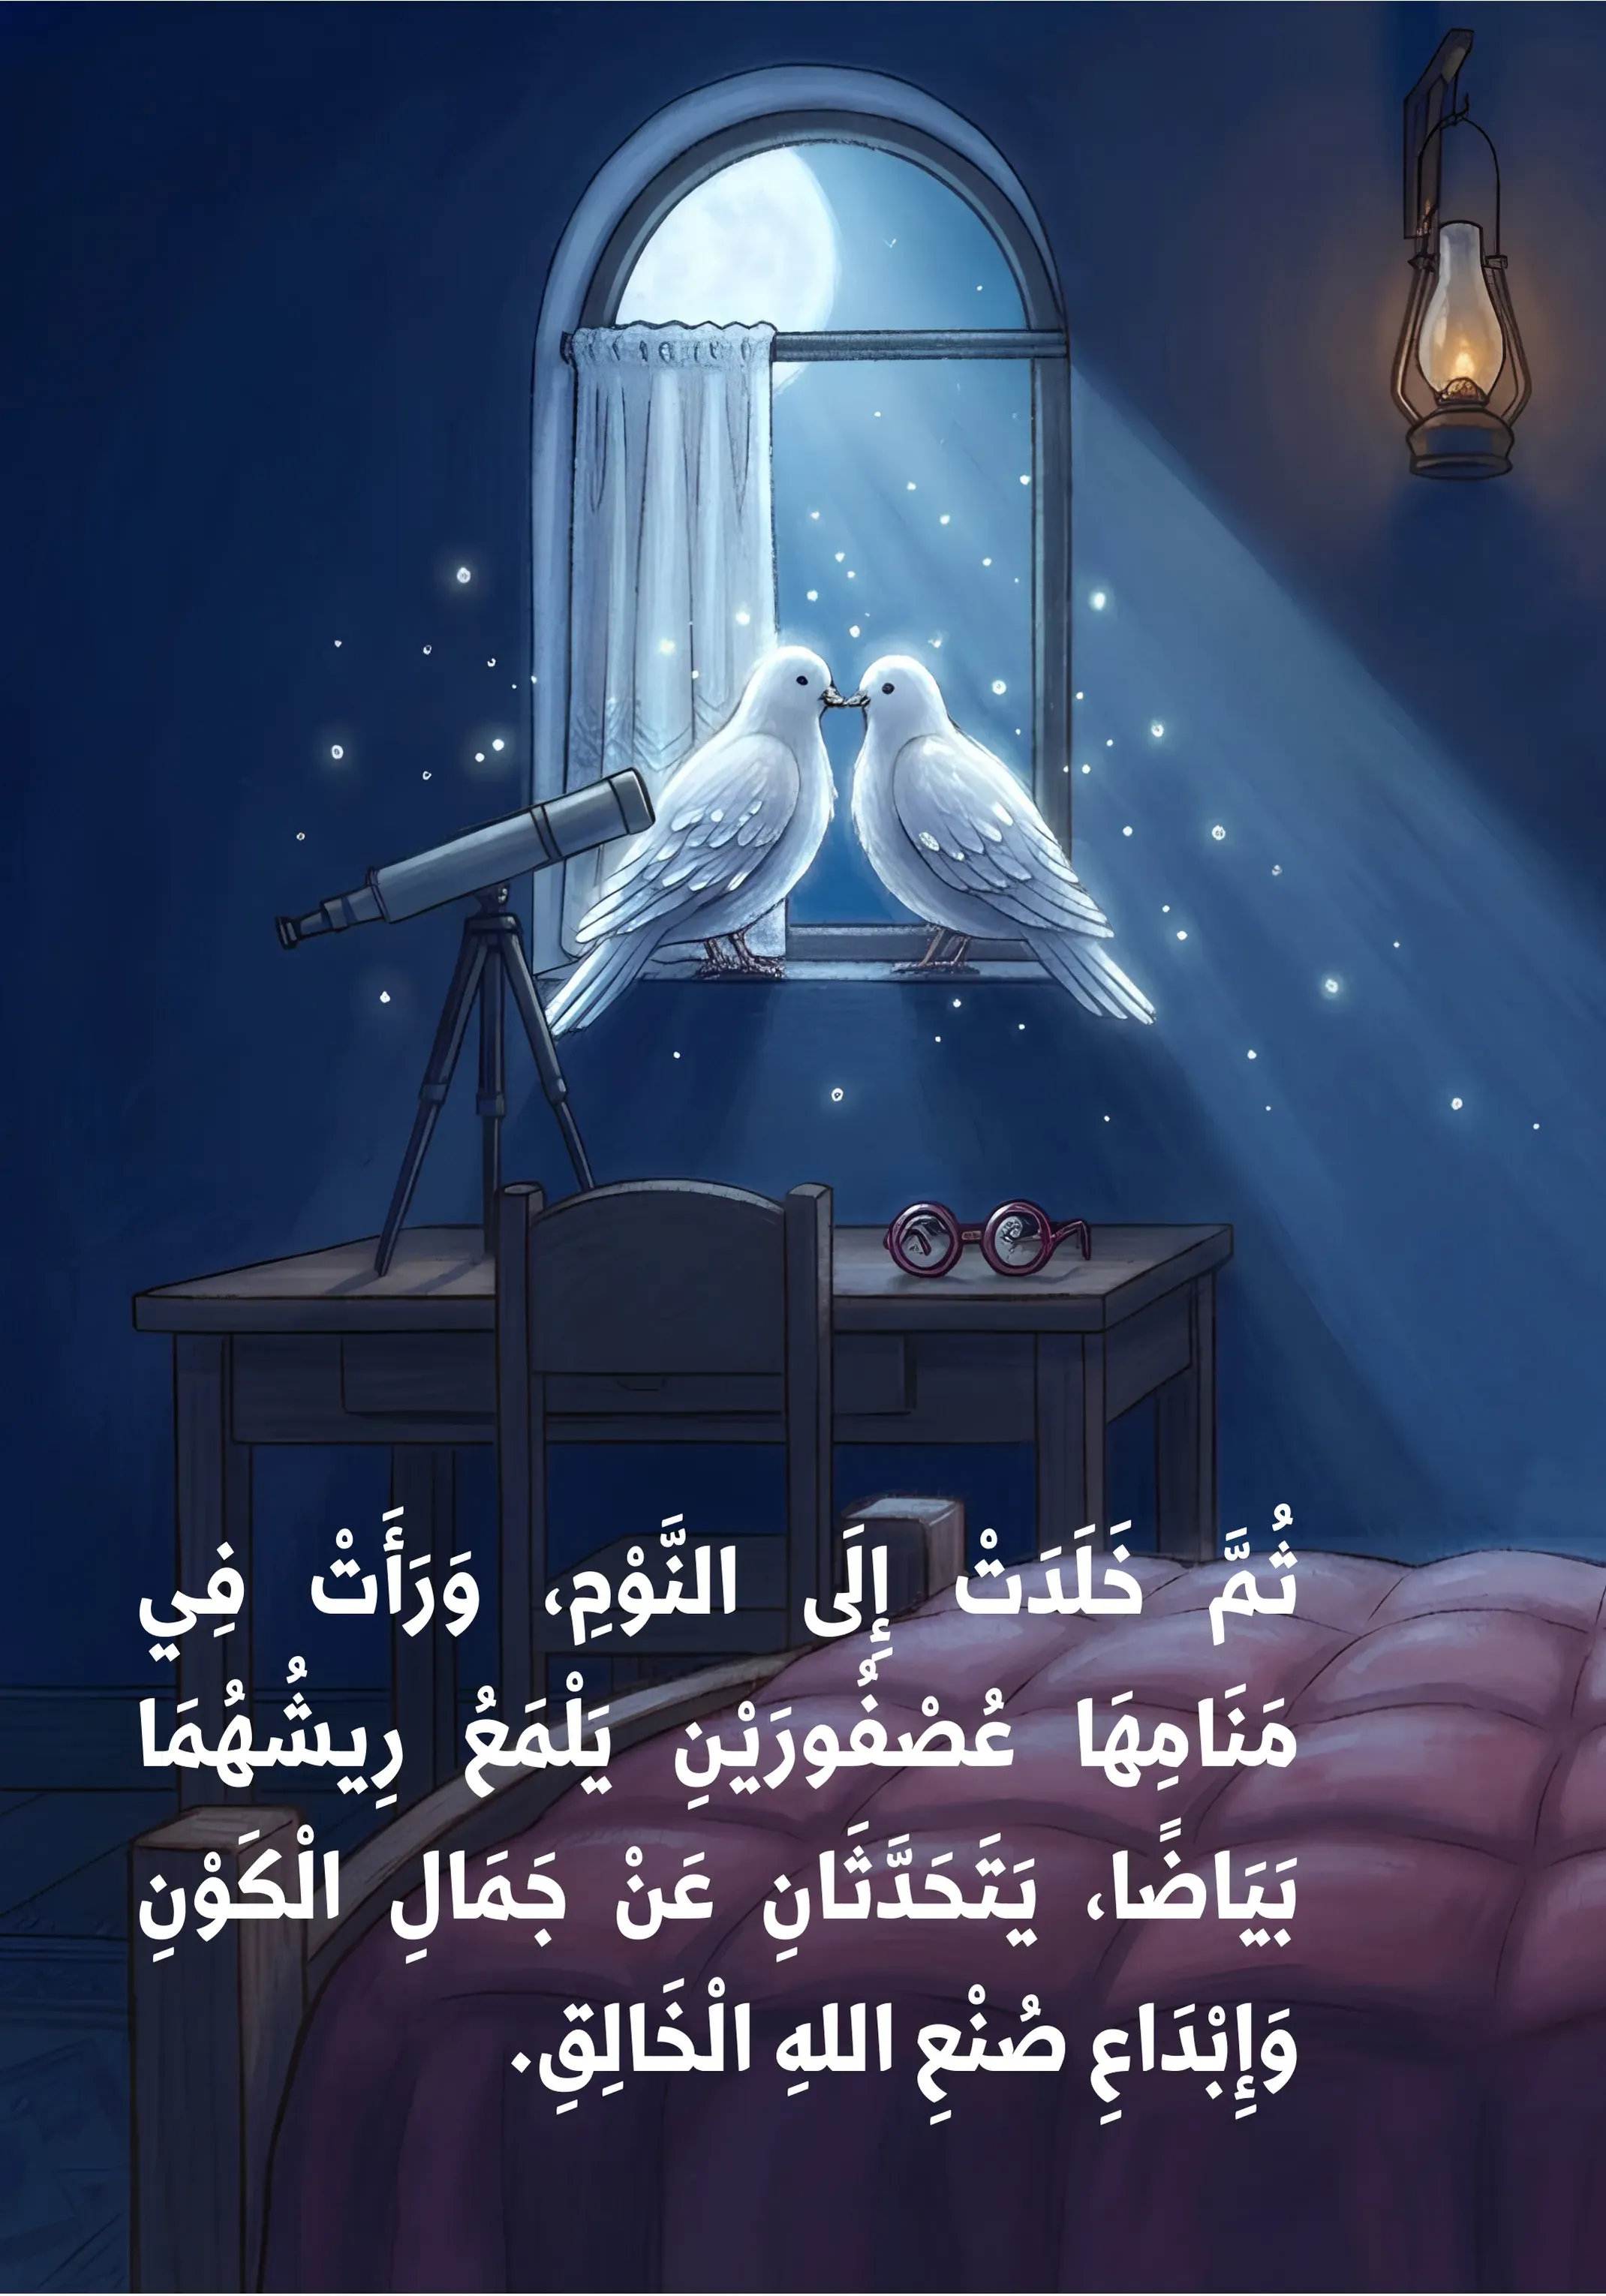 ثُمَّ خَلَدَتْ إِلَى النَّوْمِ، وَرَأَتْ فِي
مَنَامِهَا عُصْفُورَيْنِ يَلْمَعُ رِيشُهُمَا
بَيَاضًا، يَتَحَدَّثَانِ عَنْ جَمَالِ الْكَوْنِ
وَإِبْدَاعِ صُنْعِ اللهِ الْخَالِقِ.